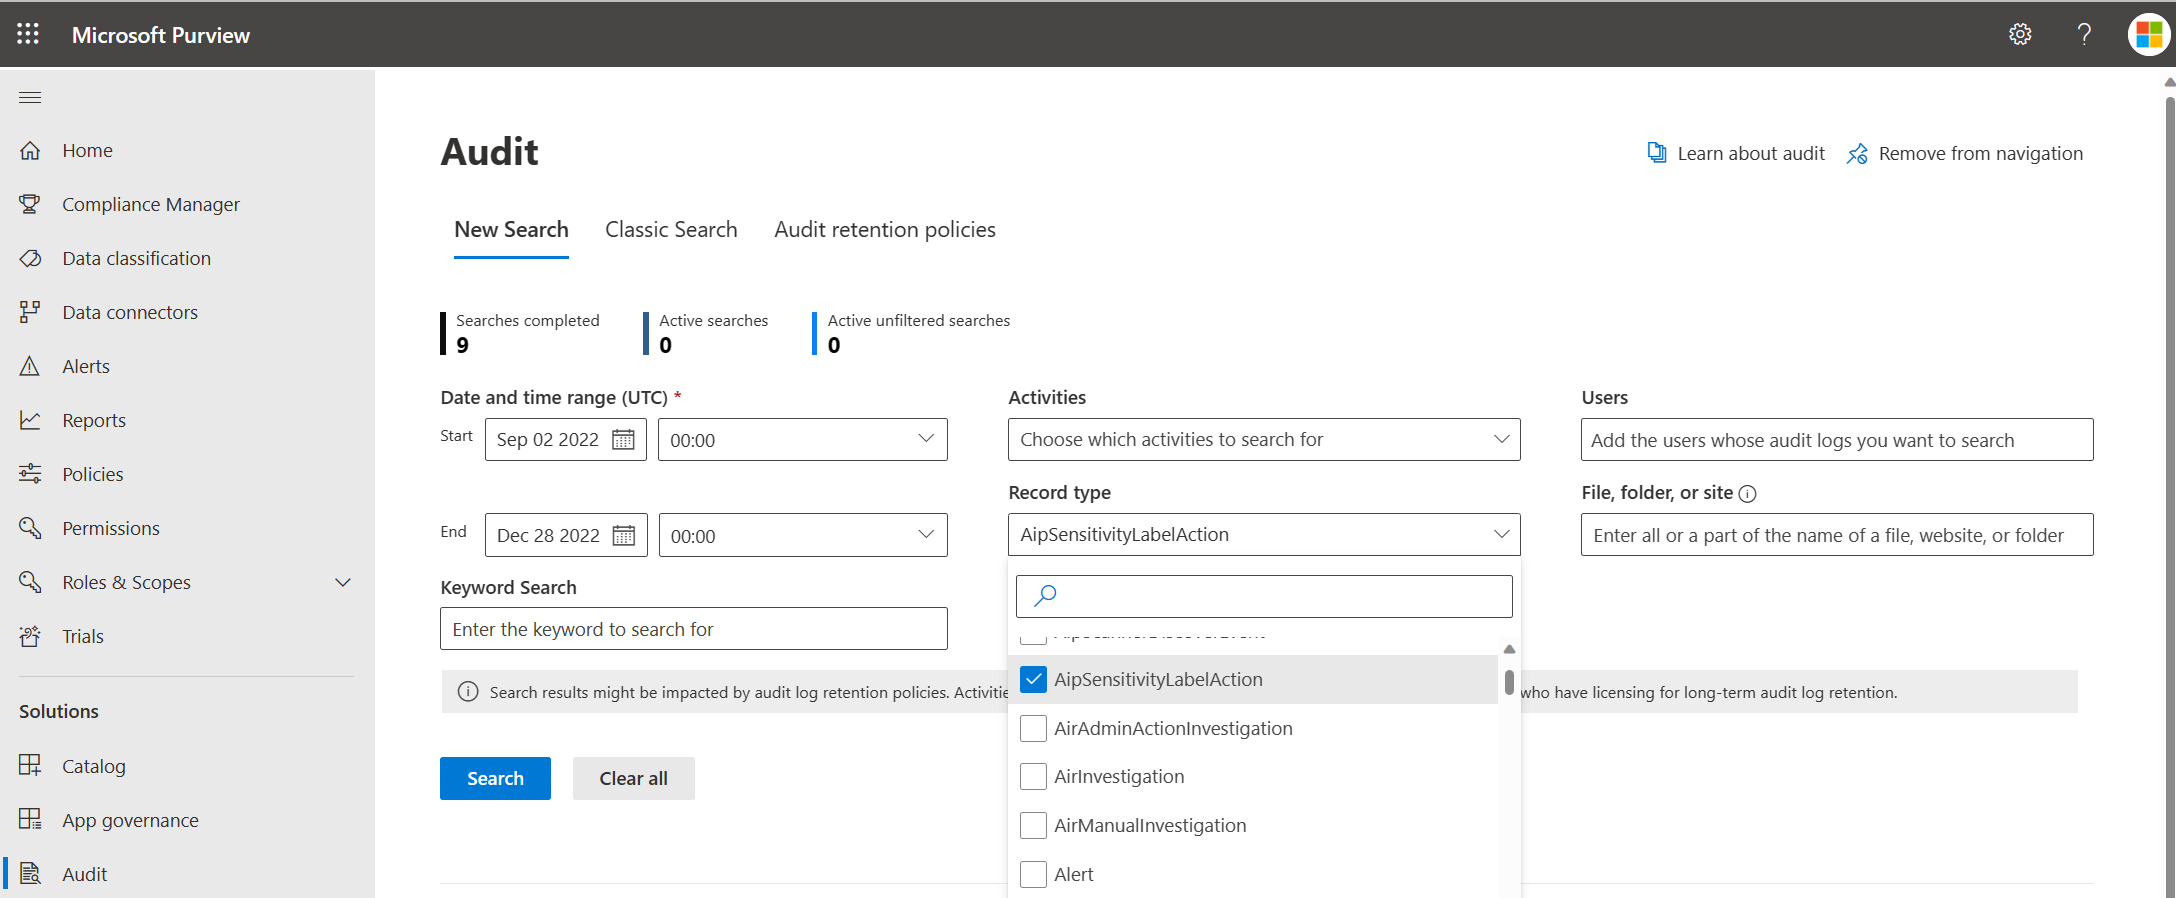 Microsoft Purview
Home
Compliance Manager
Data classification
Data connectors
Alerts
Reports
Policies
Permissions
Roles & Scopes
Trials
Solutions
Catalog
App governance
Audit
Audit
Learn about audit
Remove from navigation
New Search
Classic Search
Audit retention policies
Searches completed
9
Active searches
0
Active unfiltered searches
0
Date and time range (UTC) *
Start
Sep 02 2022
00:00
End
Dec 28 2022
00:00
Keyword Search
Enter the keyword to search for
Activities
Choose which activities to search for
Record type
AipSensitivityLabelAction
AipSensitivityLabelAction
AirAdminActionInvestigation
AirInvestigation
AirManualInvestigation
Alert
Users
Add the users whose audit logs you want to search
File, folder, or site
Enter all or a part of the name of a file, website, or folder
Search results might be impacted by audit log retention policies. Activitie
who have licensing for long-term audit log retention.
Search
Clear all